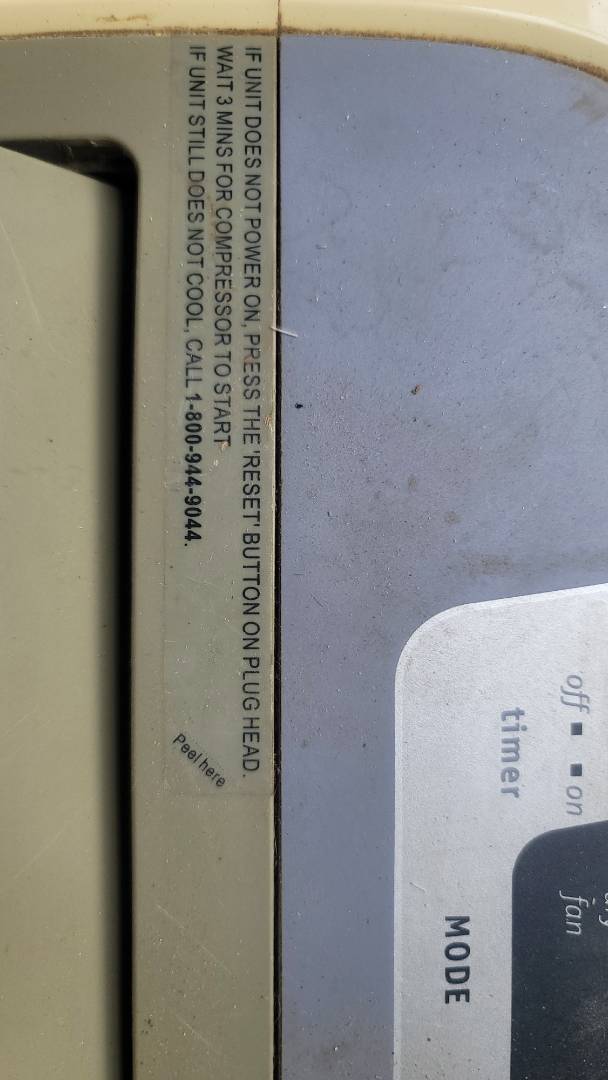 IF UNIT DOES NOT POWER ON, PRESS THE 'RESET' BUTTON ON PLUG HEAD.
WAIT 3 MINS FOR COMPRESSOR TO START
IF UNIT STILL DOES NOT COOL, CALL 1-800-944-9044.
Peel here
off on
timer
fan
MODE